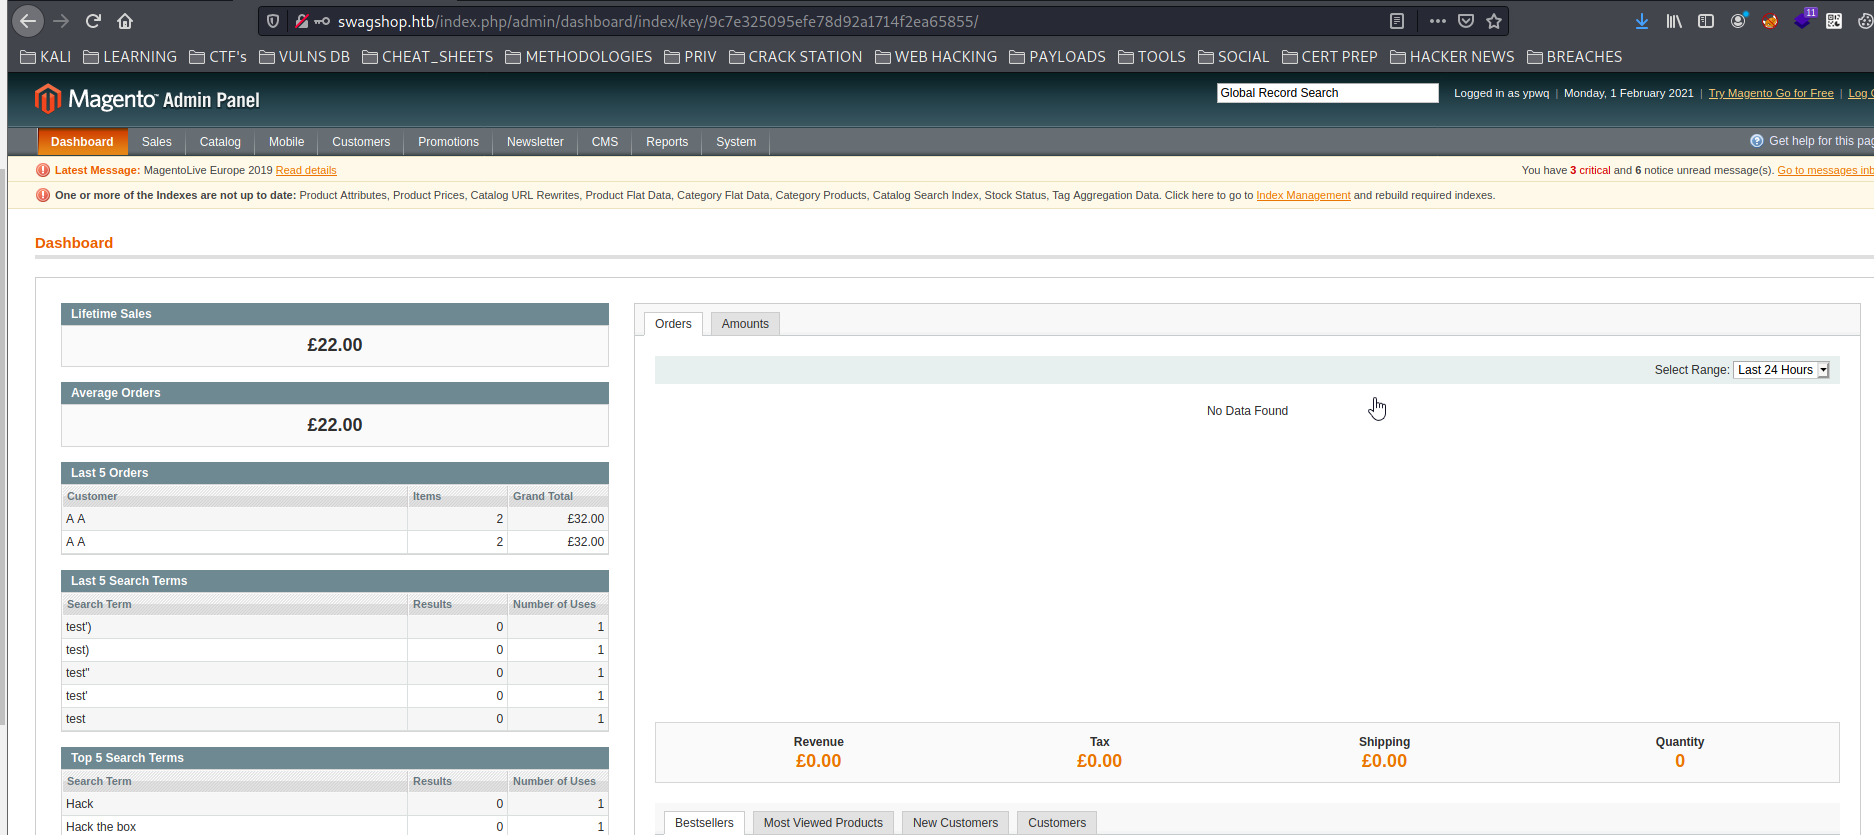 swagshop.htb/index.php/admin/dashboard/index/key/9c7e325095efe78d92a1714f2ea65855/
11
KALI LEARNING CTF's VULNS DB CHEAT_SHEETS METHODOLOGIES PRIV CRACK STATION WEB HACKING PAYLOADS TOOLS SOCIAL CERT PREP HACKER NEWS BREACHES
Magento Admin Panel
Global Record Search
Logged in as ypwq | Monday, 1 February 2021 | Try Magento Go for Free | Log
Dashboard Sales Catalog Mobile Customers Promotions Newsletter CMS Reports System
Get help for this pag
Latest Message: MagentoLive Europe 2019 Read details
You have 3 critical and 6 notice unread message(s). Go to messages inb
One or more of the Indexes are not up to date: Product Attributes, Product Prices, Catalog URL Rewrites, Product Flat Data, Category Flat Data, Category Products, Catalog Search Index, Stock Status, Tag Aggregation Data. Click here to go to Index Management and rebuild required indexes.
Dashboard
Lifetime Sales
£22.00
Average Orders
£22.00
Last 5 Orders
Customer Items Grand Total
A A 2 £32.00
A A 2 £32.00
Last 5 Search Terms
Search Term Results Number of Uses
test') 0 1
test) 0 1
test" 0 1
test' 0 1
test 0 1
Top 5 Search Terms
Search Term Results Number of Uses
Hack 0 1
Hack the box 0 1
Orders Amounts
Select Range: Last 24 Hours
No Data Found
Revenue Tax Shipping Quantity
£0.00 £0.00 £0.00 0
Bestsellers Most Viewed Products New Customers Customers